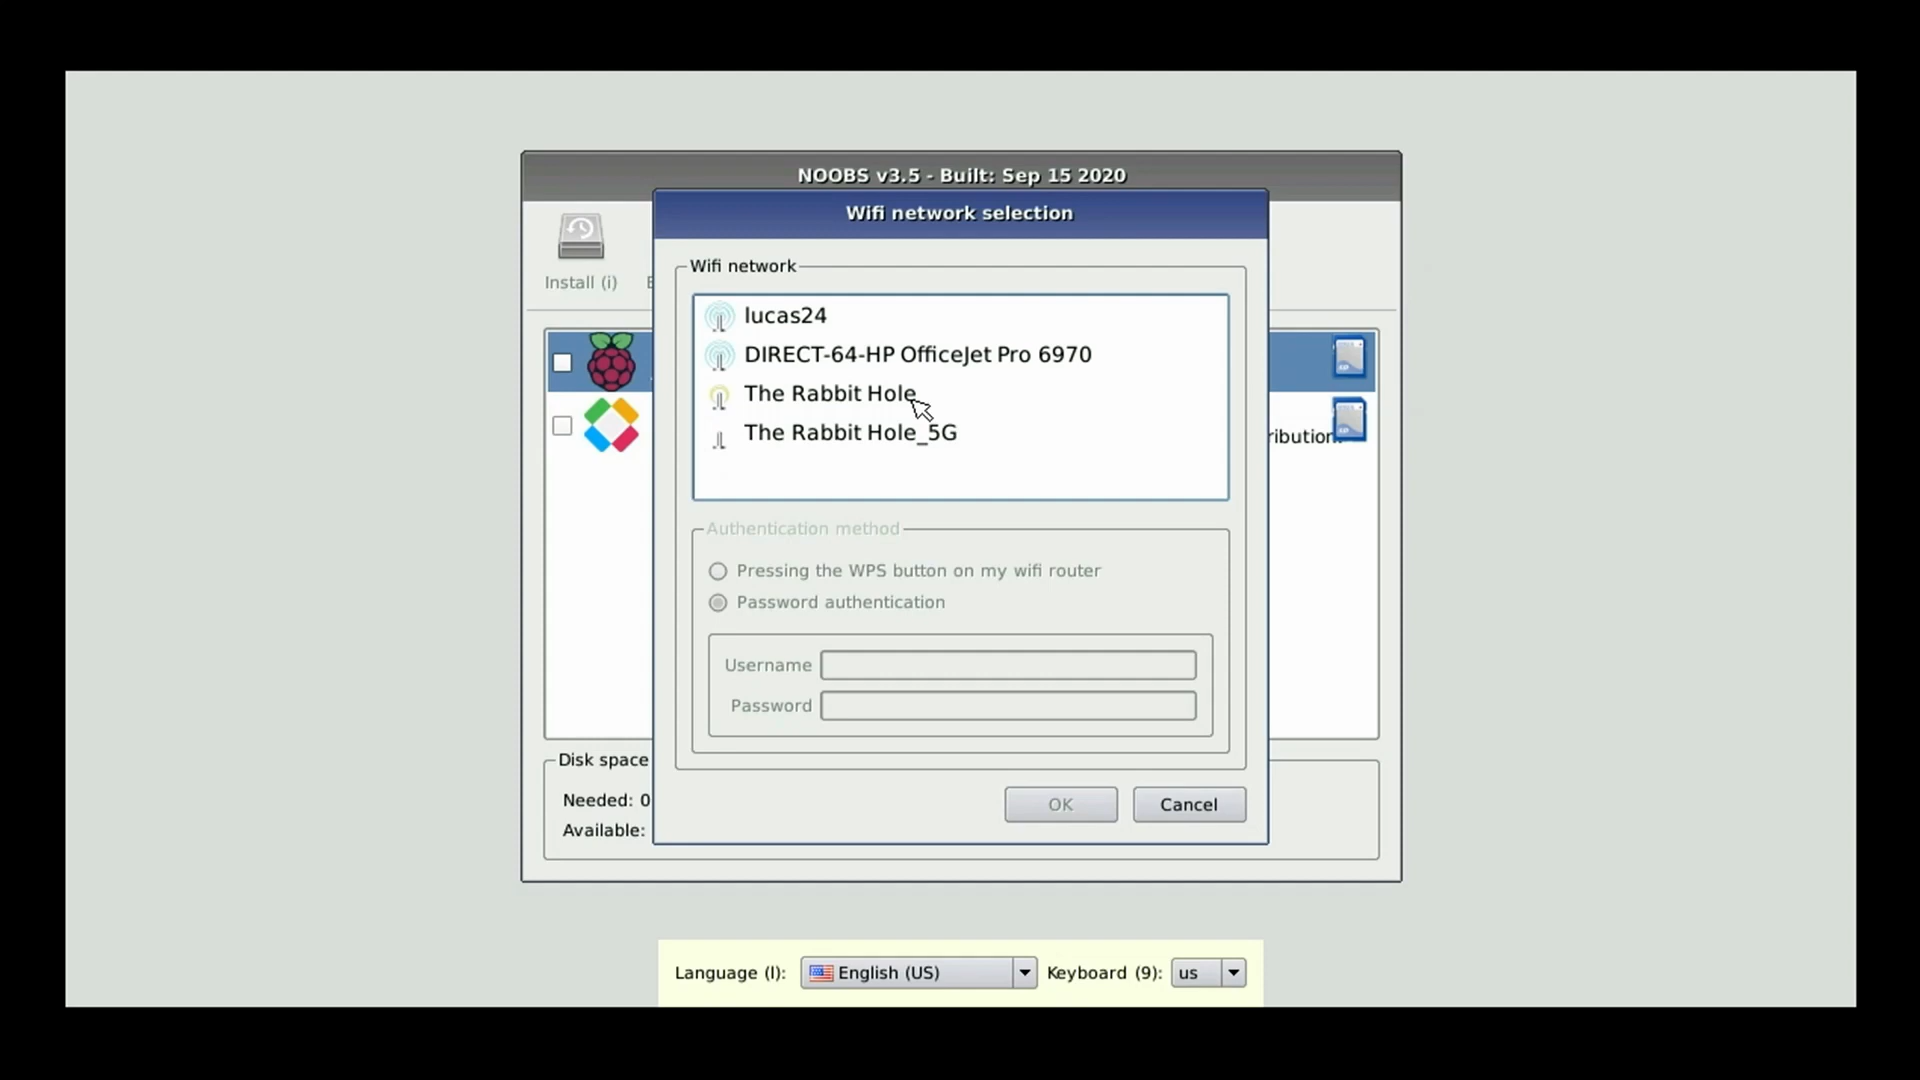 NOOBS v3.5 - Built: Sep 15 2020
Wifi network selection
Install (i)
Wifi network
lucas24
DIRECT-64-HP OfficeJet Pro 6970
The Rabbit Hole
The Rabbit Hole_5G
ribution.
Authentication method
Pressing the WPS button on my wifi router
Password authentication
Username
Password
Disk space
Needed: 0
Available:
OK
Cancel
Language (l): English (US) Keyboard (9): us